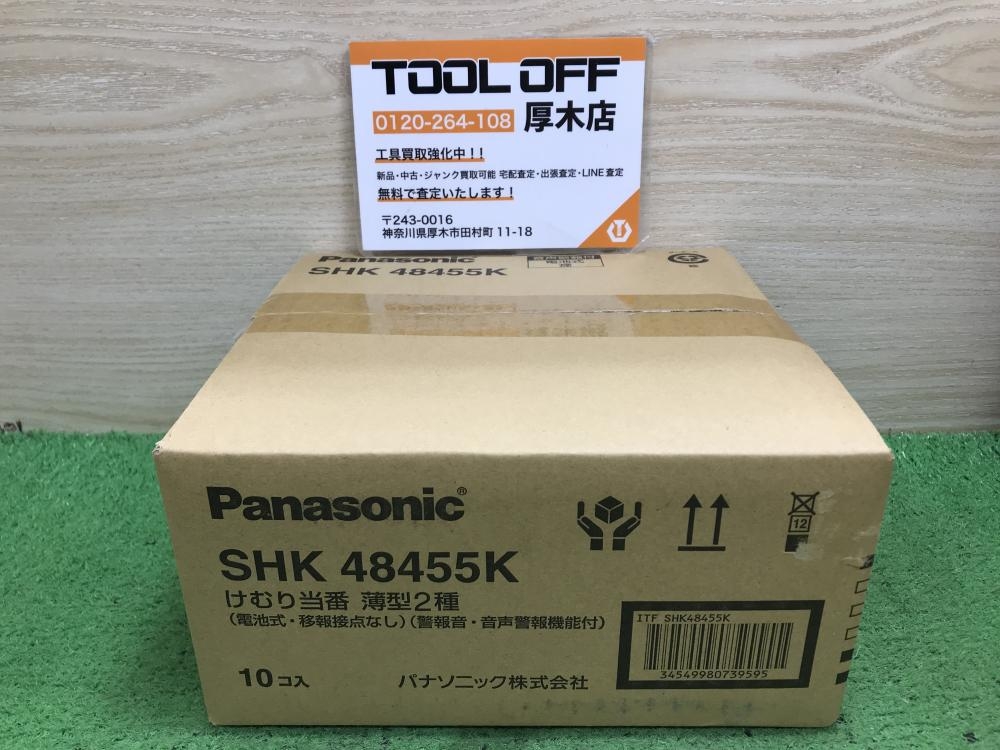 TOOL OFF
0120-264-108 厚木店
工具買取強化中！！
新品・中古・ジャンク買取可能 宅配査定・出張査定・LINE査定
無料で査定いたします！
〒243-0016
神奈川県厚木市田村町 11-18
Panasonic
SHK 48455K
電池式
Panasonic®
SHK 48455K
けむり当番 薄型2種
(電池式・移報接点なし)(警報音・音声警報機能付)
10コ入
パナソニック株式会社
12
ITF SHK48455K
34549980739595